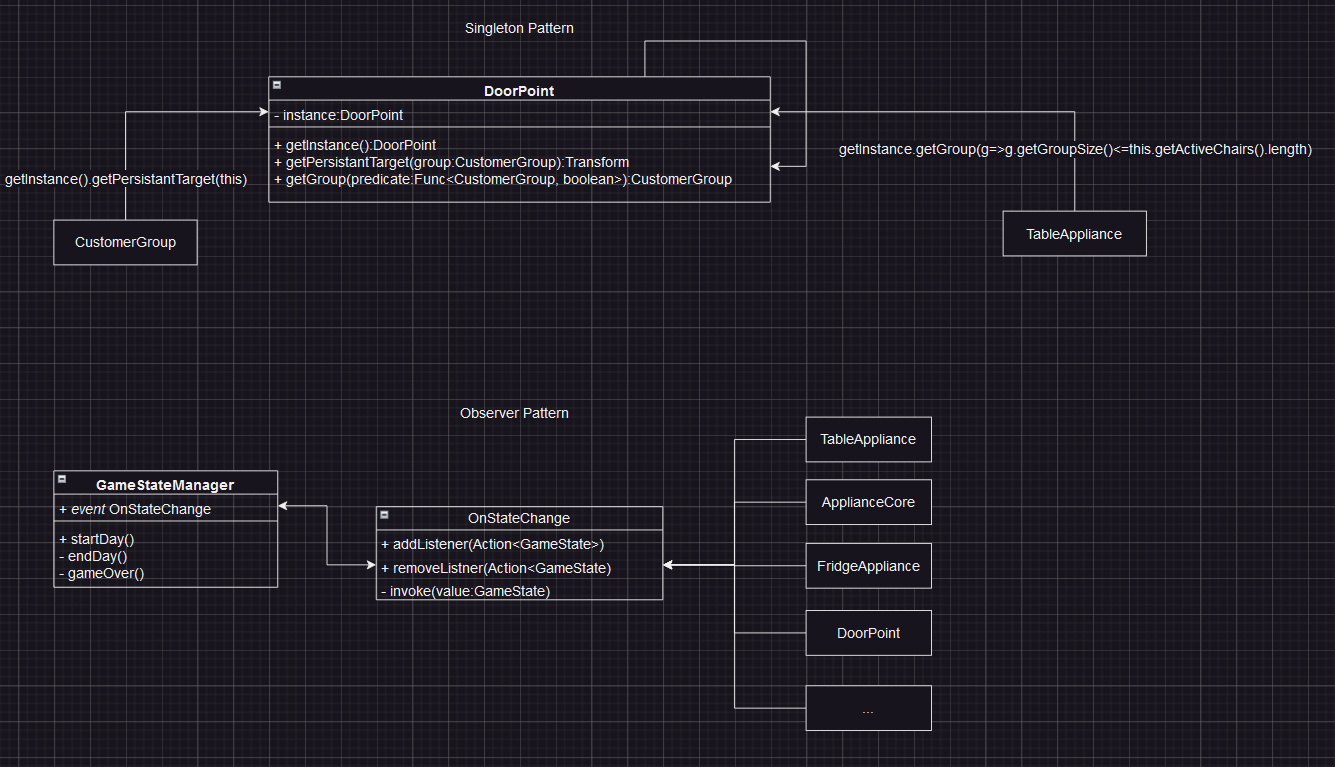 Singleton Pattern
DoorPoint
- instance:DoorPoint
+ getInstance():DoorPoint
+ getPersistantTarget(group:CustomerGroup):Transform
+ getGroup(predicate:Func<CustomerGroup, boolean>):CustomerGroup
getInstance().getPersistantTarget(this)
CustomerGroup
getInstance.getGroup(g=>g.getGroupSize()<=this.getActiveChairs().length)
TableAppliance
Observer Pattern
GameStateManager
+ event OnStateChange
+ startDay()
- endDay()
- gameOver()
OnStateChange
+ addListener(Action<GameState>)
+ removeListner(Action<GameState)
- invoke(value:GameState)
TableAppliance
ApplianceCore
FridgeAppliance
DoorPoint
...